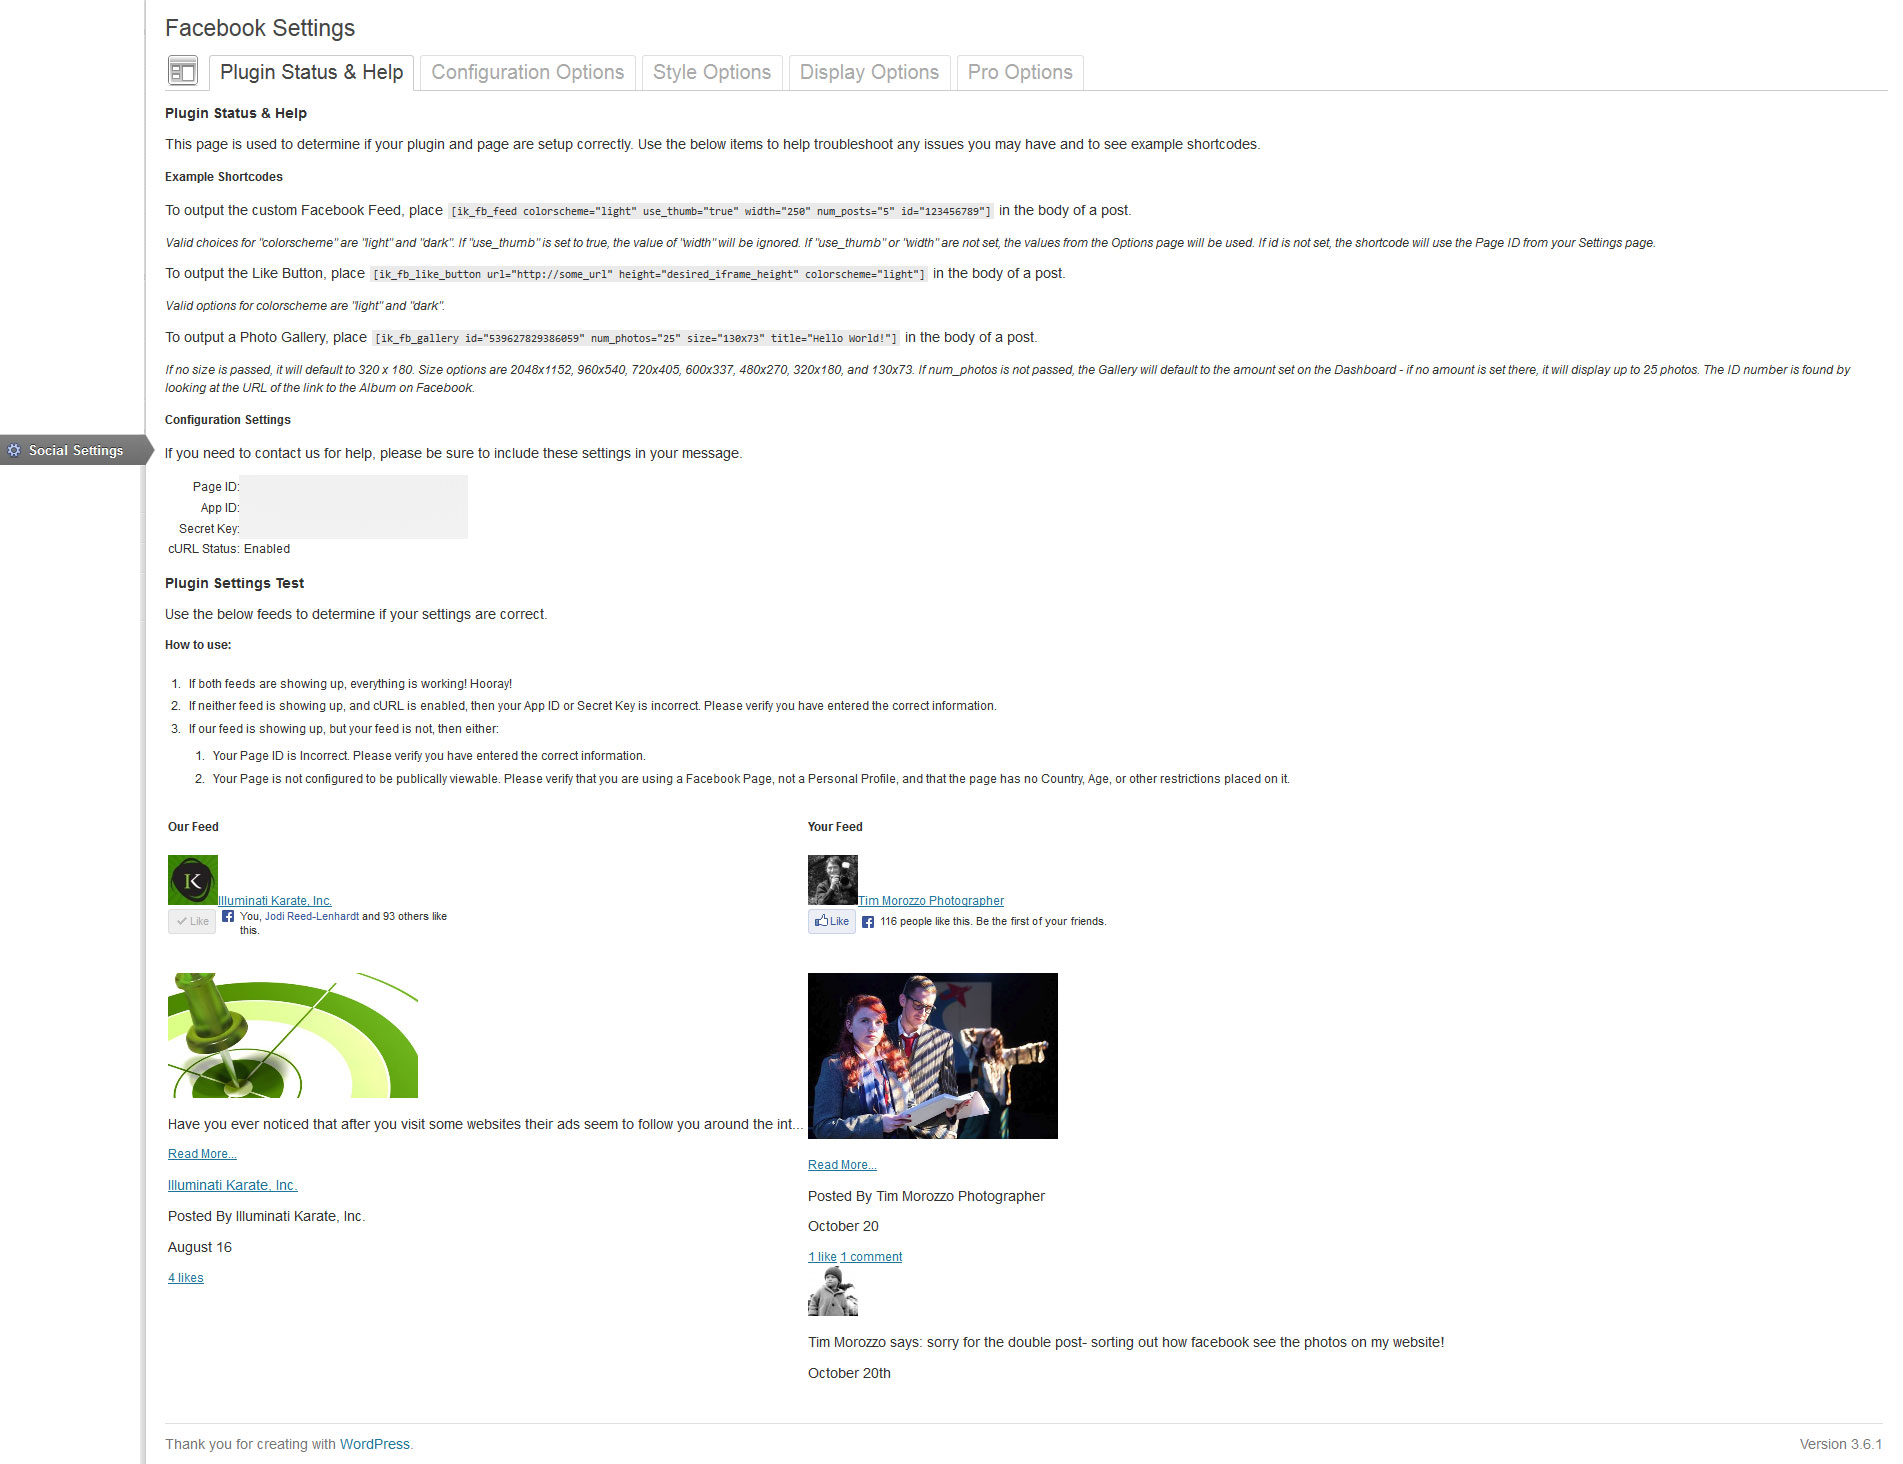 Facebook Settings
Plugin Status & Help
Configuration Options
Style Options
Display Options
Pro Options
Plugin Status & Help
This page is used to determine if your plugin and page are setup correctly. Use the below items to help troubleshoot any issues you may have and to see example shortcodes.
Example Shortcodes
To output the custom Facebook Feed, place [ik_fb_feed colorscheme="light" use_thumb="true" width="250" num_posts="5" id="123456789"] in the body of a post.
Valid choices for "colorscheme" are "light" and "dark". If "use_thumb" is set to true, the value of "width" will be ignored. If "use_thumb" or "width" are not set, the values from the Options page will be used. If id is not set, the shortcode will use the Page ID from your Settings page.
To output the Like Button, place [ik_fb_like_button url="http://some_url" height="desired_iframe_height" colorscheme="light"] in the body of a post.
Valid options for colorscheme are "light" and "dark".
To output a Photo Gallery, place [ik_fb_gallery id="539627829386059" num_photos="25" size="130x73" title="Hello World!"] in the body of a post.
If no size is passed, it will default to 320 x 180. Size options are 2048x1152, 960x540, 720x405, 600x337, 480x270, 320x180, and 130x73. If num_photos is not passed, the Gallery will default to the amount set on the Dashboard - if no amount is set there, it will display up to 25 photos. The ID number is found by
looking at the URL of the link to the Album on Facebook.
Configuration Settings
Social Settings
If you need to contact us for help, please be sure to include these settings in your message.
Page ID:
App ID:
Secret Key:
cURL Status: Enabled
Plugin Settings Test
Use the below feeds to determine if your settings are correct.
How to use:
1. If both feeds are showing up, everything is working! Hooray!
2. If neither feed is showing up, and cURL is enabled, then your App ID or Secret Key is incorrect. Please verify you have entered the correct information.
3. If our feed is showing up, but your feed is not, then either:
1. Your Page ID is Incorrect. Please verify you have entered the correct information.
2. Your Page is not configured to be publically viewable. Please verify that you are using a Facebook Page, not a Personal Profile, and that the page has no Country, Age, or other restrictions placed on it.
Our Feed
IK
Illuminati Karate, Inc.
Like
You, Jodi Reed-Lenhardt and 93 others like
this.
Have you ever noticed that after you visit some websites their ads seem to follow you around the int...
Read More...
Illuminati Karate, Inc.
Posted By Illuminati Karate, Inc.
August 16
4 likes
Your Feed
Tim Morozzo Photographer
Like
116 people like this. Be the first of your friends.
Read More...
Posted By Tim Morozzo Photographer
October 20
1 like 1 comment
Tim Morozzo says: sorry for the double post- sorting out how facebook see the photos on my website!
October 20th
Thank you for creating with WordPress.
Version 3.6.1